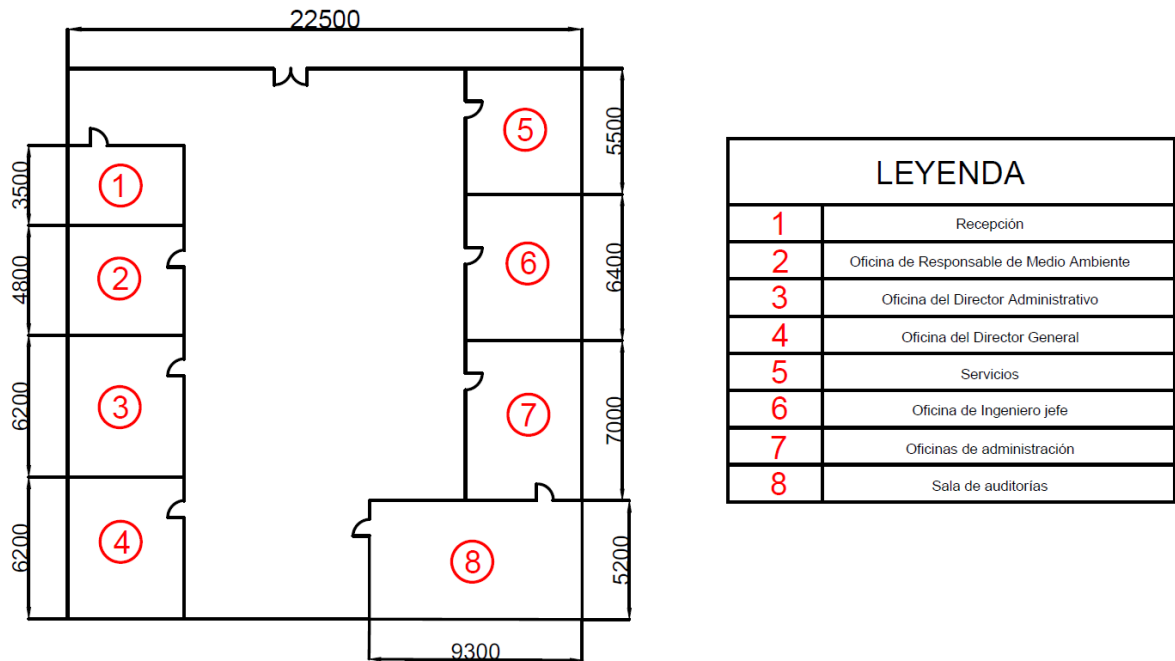 22500
3500
4800
6200
6200
1
2
3
4
5
6
7
8
5500
6400
7000
5200
9300
LEYENDA
1 Recepción
2 Oficina de Responsable de Medio Ambiente
3 Oficina del Director Administrativo
4 Oficina del Director General
5 Servicios
6 Oficina de Ingeniero jefe
7 Oficinas de administración
8 Sala de auditorías